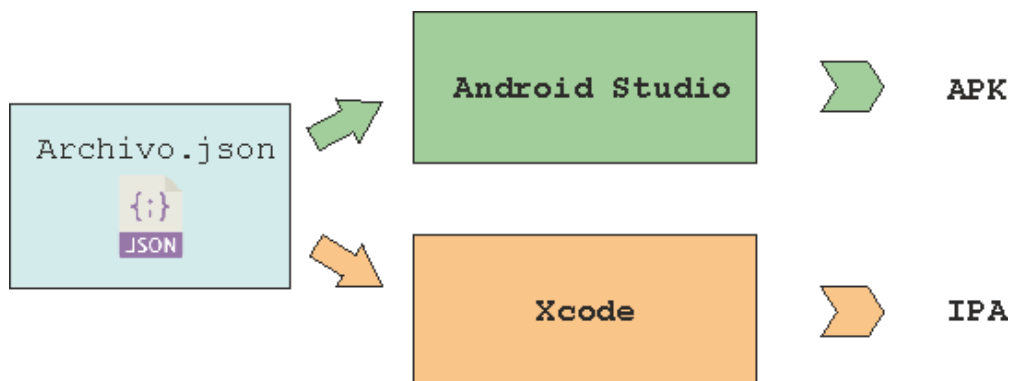 Archivo.json
{;}
JSON
Android Studio
APK
Xcode
IPA